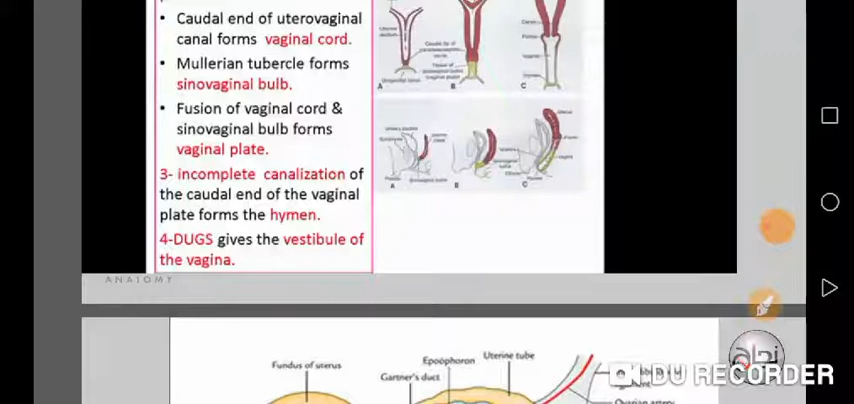 • Caudal end of uterovaginal
canal forms vaginal cord.
• Mullerian tubercle forms
sinovaginal bulb.
• Fusion of vaginal cord &
sinovaginal bulb forms
vaginal plate.
3- incomplete canalization of
the caudal end of the vaginal
plate forms the hymen.
4-DUGS gives the vestibule of
the vagina.
A B C
A B C
ANATOMY
Fundus of uterus
Epoophoron
Uterine tube
Gartner's duct
Ovarian artery
DU RECORDER